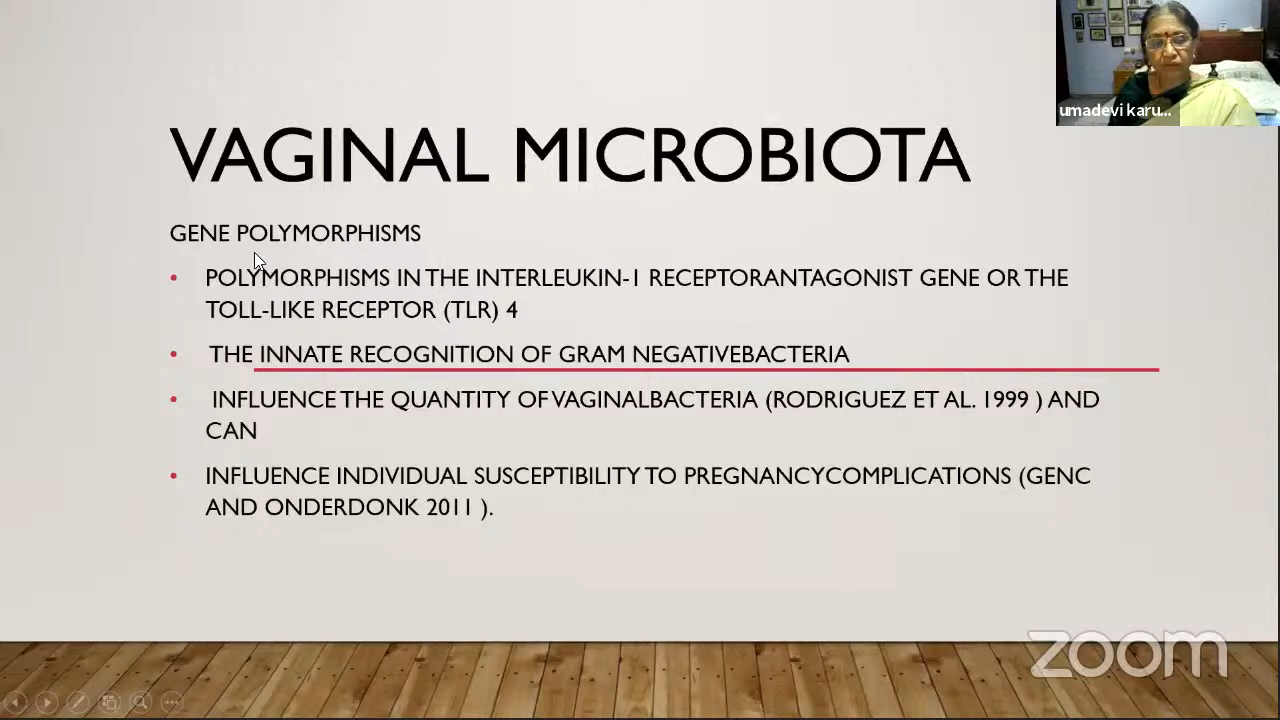 umadevi karu...
VAGINAL MICROBIOTA
GENE POLYMORPHISMS
• POLYMORPHISMS IN THE INTERLEUKIN-1 RECEPTORANTAGONIST GENE OR THE
TOLL-LIKE RECEPTOR (TLR) 4
• THE INNATE RECOGNITION OF GRAM NEGATIVEBACTERIA
• INFLUENCE THE QUANTITY OF VAGINALBACTERIA (RODRIGUEZ ET AL. 1999 ) AND
CAN
• INFLUENCE INDIVIDUAL SUSCEPTIBILITY TO PREGNANCYCOMPLICATIONS (GENC
AND ONDERDONK 2011 ).
zoom